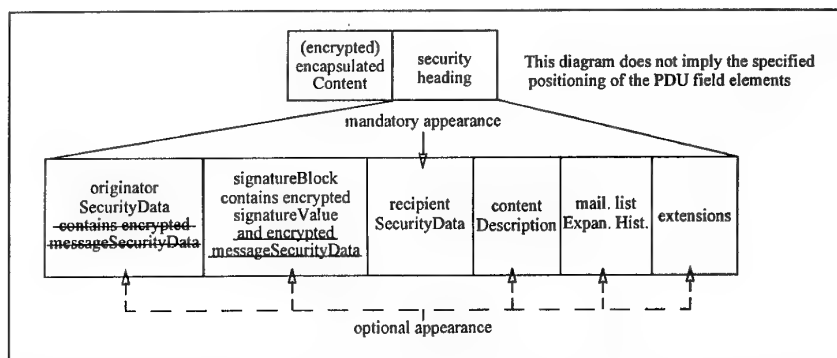 (encrypted)
encapsulated
Content
security
heading
This diagram does not imply the specified
positioning of the PDU field elements
mandatory appearance
originator
SecurityData
contains encrypted
messageSecurityData
signatureBlock
contains encrypted
signatureValue
and encrypted
messageSecurityData
recipient
SecurityData
content
Description
mail. list
Expan. Hist.
extensions
optional appearance